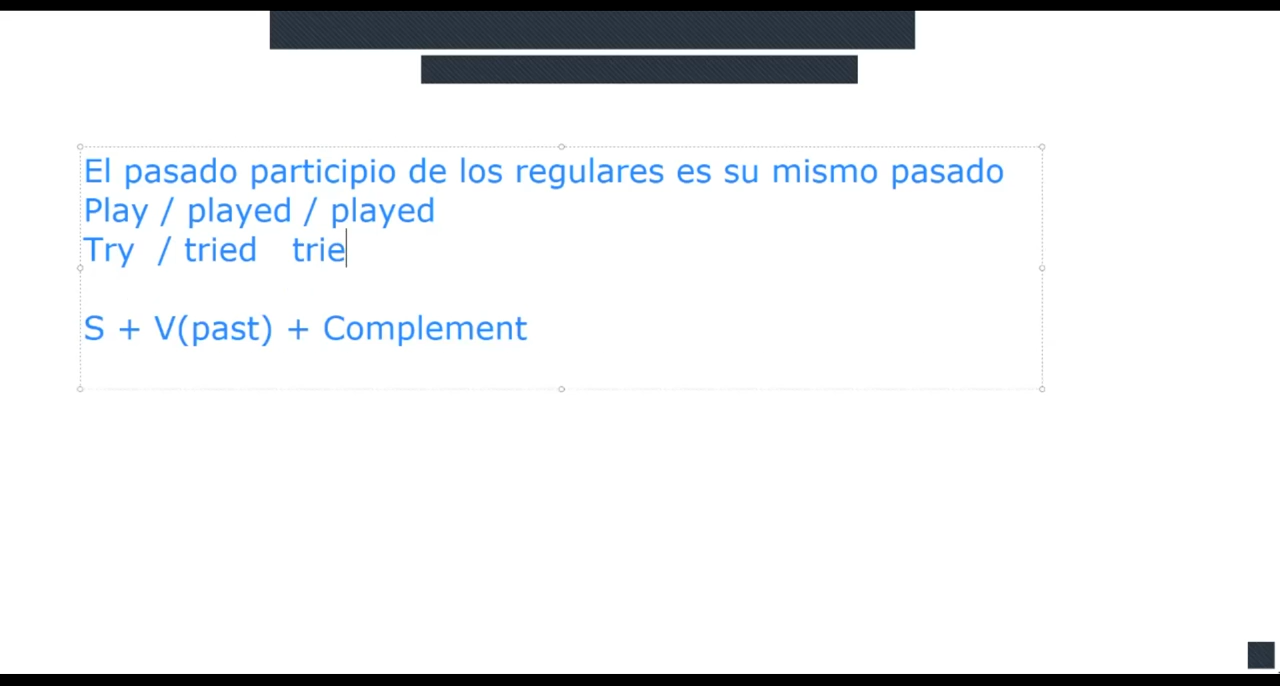 El pasado participio de los regulares es su mismo pasado
Play / played / played
Try / tried trie
S + V(past) + Complement